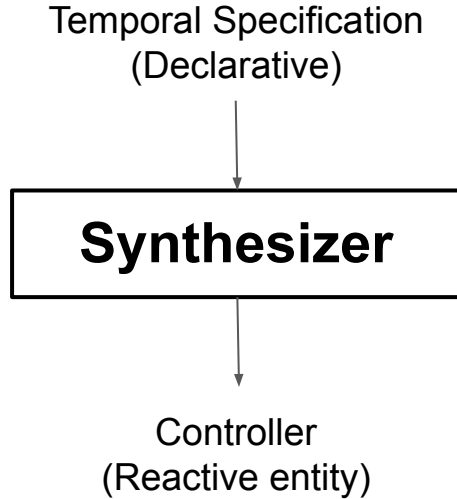 Temporal Specification
(Declarative)
Synthesizer
Controller
(Reactive entity)